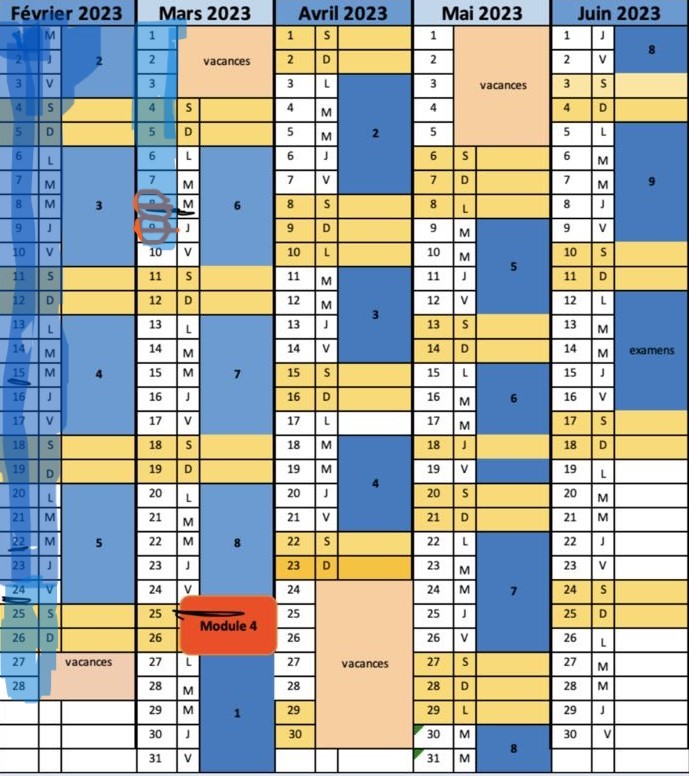 Février 2023 Mars 2023 Avril 2023 Mai 2023 Juin 2023
M 1 1 S 1 1 J
2 J 2 2 vacances 2 D 2 2 V 8
3 V 3 3 L 3 vacances 3 S
4 S 4 S 4 M 4 4 D
5 D 5 D 5 M 2 5 5 L
6 L 6 L 6 J 6 S 6 M
7 M 7 M 7 V 7 D 7 M 9
8 M 3 8 M 6 8 S 8 L 8 J
9 J 9 J 9 D 9 M 9 V
10 V 10 V 10 L 10 M 10 S
11 S 11 S 11 M 11 J 5 11 D
12 D 12 D 12 M 12 V 12 L
13 L 13 L 13 J 3 13 S 13 M
14 M 14 M 14 V 14 D 14 M examens
15 M 4 15 M 7 15 S 15 L 15 J
16 J 16 J 16 D 16 M 6 16 V
17 V 17 V 17 L 17 M 17 S
18 S 18 S 18 M 18 J 18 D
19 D 19 D 19 M 19 V 19 L
20 L 20 L 20 J 4 20 S 20 M
21 M 21 M 21 V 21 D 21 M
22 M 5 22 M 8 22 S 22 L 22 J
23 J 23 J 23 D 23 M 23 V
24 V 24 V 24 24 M 7 24 S
25 S 25 25 25 J 25 D
26 D 26 Module 4 26 26 V 26 L
27 vacances 27 L 27 vacances 27 S 27 M
28 28 M 28 28 D 28 M
29 M 1 29 29 L 29 J
30 J 30 30 M 30 V
31 V 31 M 8